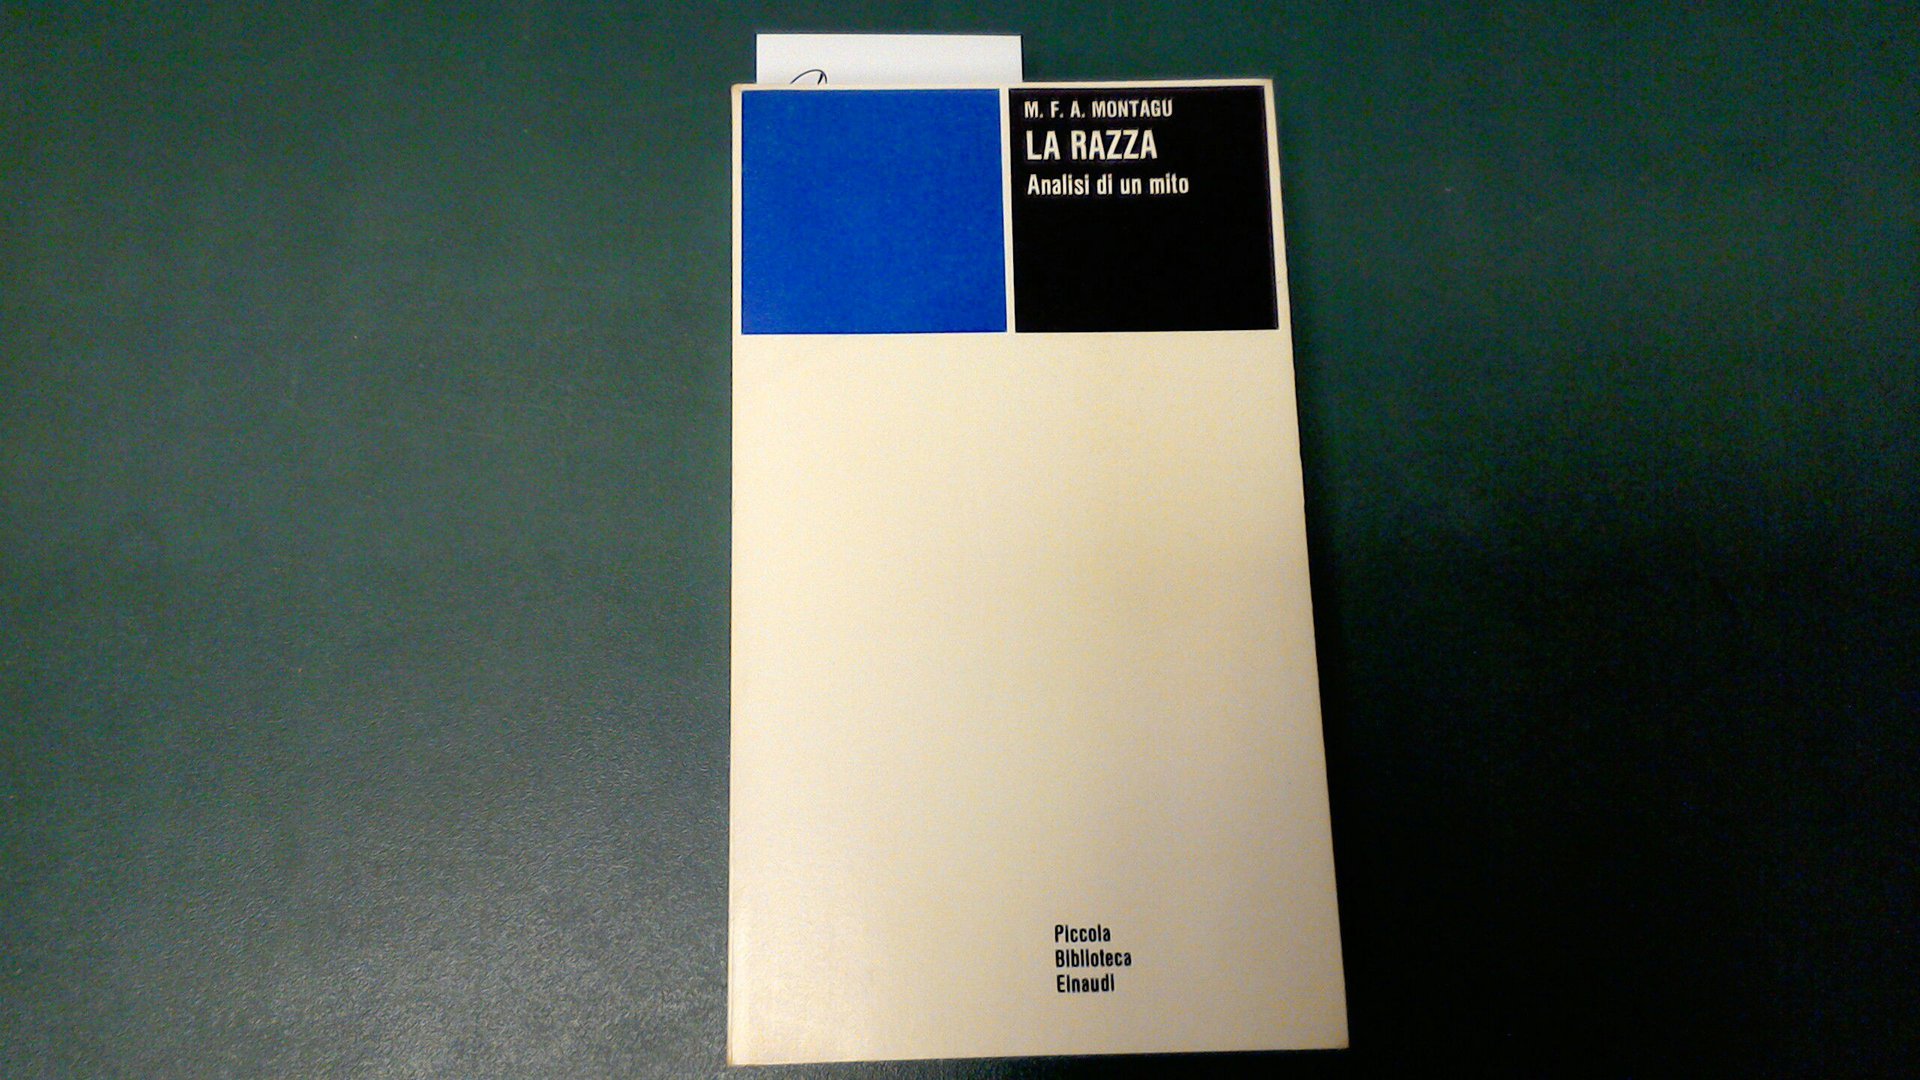 M. F. A. MONTAGU
LA RAZZA
Analisi di un mito
Piccola
Biblioteca
Einaudi